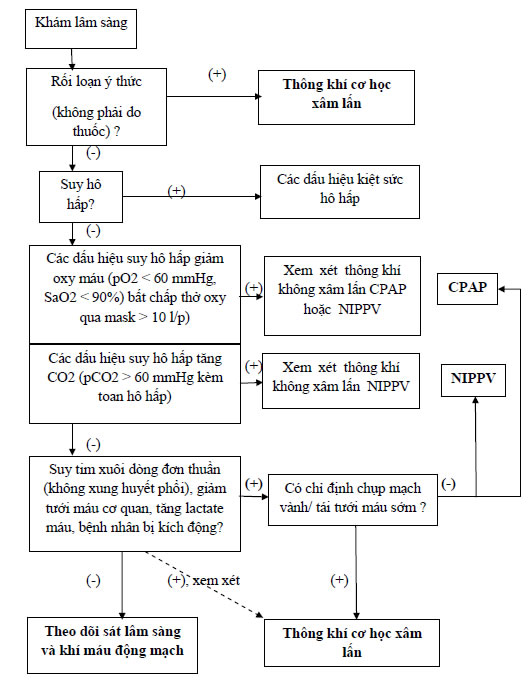 Khám lâm sàng
Rối loạn ý thức
(không phải do
thuốc) ?
(+)
Thông khí cơ học
xâm lấn
(-)
Suy hô
hấp?
(+)
Các dấu hiệu kiệt sức
hô hấp
(-)
Các dấu hiệu suy hô hấp giảm
oxy máu (pO2 < 60 mmHg,
SaO2 < 90%) bất chấp thở oxy
qua mask > 10 l/p)
(+)
Xem xét thông khí
không xâm lấn CPAP
hoặc NIPPV
CPAP
Các dấu hiệu suy hô hấp tăng
CO2 (pCO2 > 60 mmHg kèm
toan hô hấp)
(+)
Xem xét thông khí
không xâm lấn NIPPV
NIPPV
(-)
Suy tim xuôi dòng đơn thuần
(không xung huyết phổi), giảm
tưới máu cơ quan, tăng lactate
máu, bệnh nhân bị kích động?
(+)
Có chỉ định chụp mạch
vành/ tái tưới máu sớm ?
(-)
(-)
(+), xem xét
(+)
Theo dõi sát lâm sàng
và khí máu động mạch
Thông khí cơ học xâm
lấn